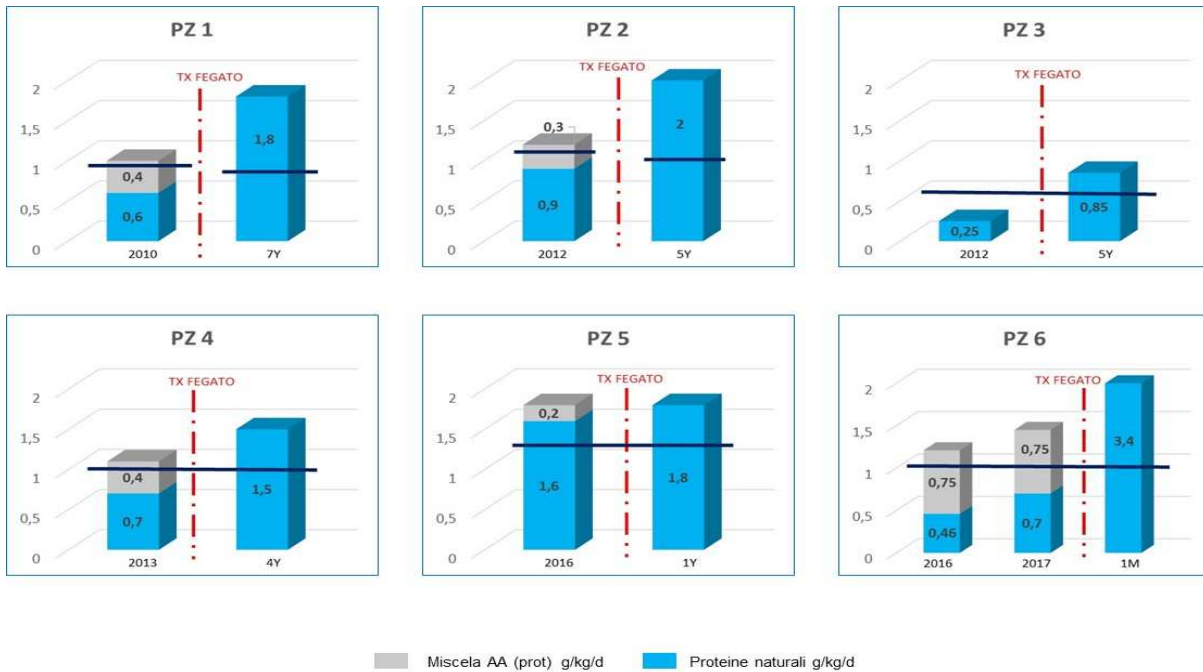 PZ 1
TX FEGATO
2
1,5
1
0,5
0
0,4
0,6
1,8
2010
7Y
PZ 2
TX FEGATO
2
1,5
1
0,5
0
0,3
0,9
2
2012
5Y
PZ 3
TX FEGATO
2
1,5
1
0,5
0
0,25
0,85
2012
5Y
PZ 4
TX FEGATO
2
1,5
1
0,5
0
0,4
0,7
1,5
2013
4Y
PZ 5
TX FEGATO
2
1,5
1
0,5
0
0,2
1,6
1,8
2016
1Y
PZ 6
TX FEGATO
2
1,5
1
0,5
0
0,75
0,46
0,75
0,7
3,4
2016
2017
1M
Miscela AA (prot) g/kg/d
Proteine naturali g/kg/d